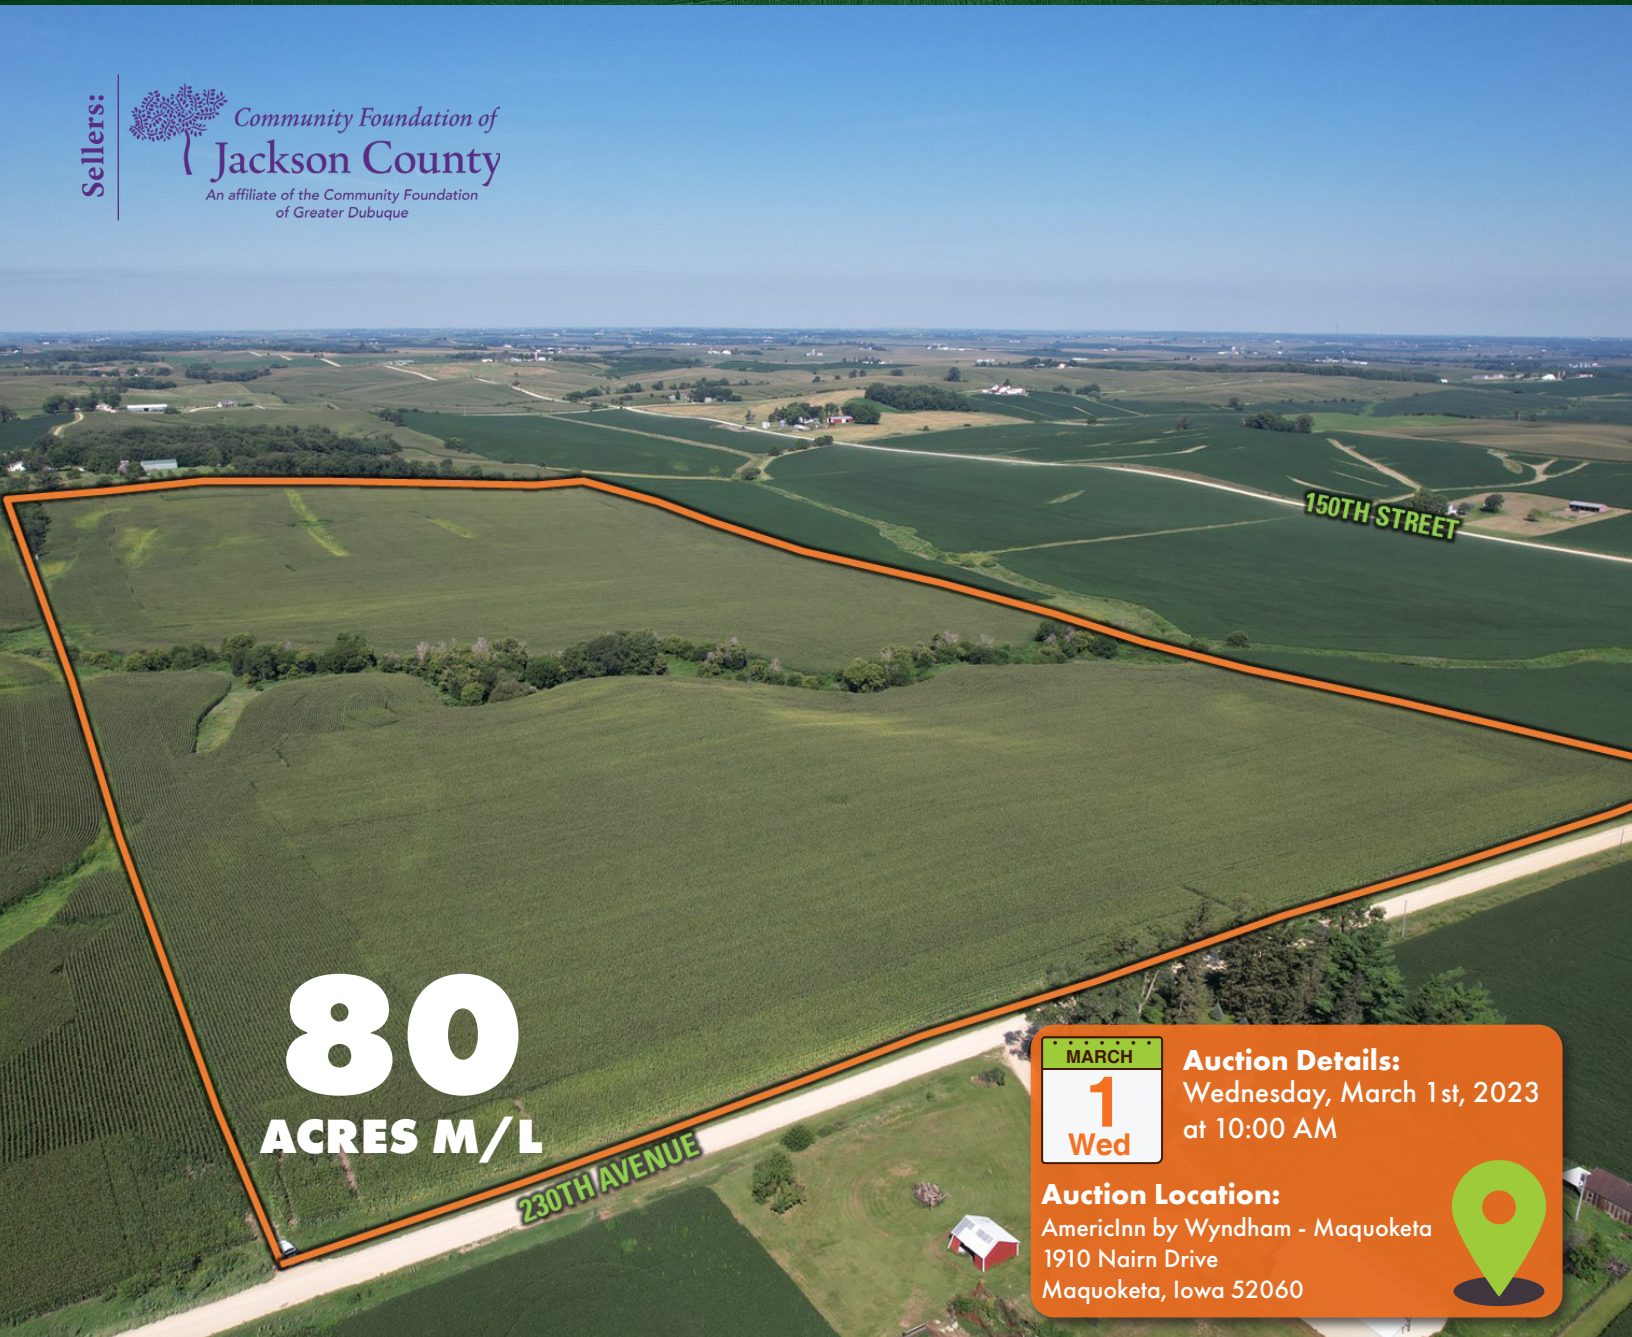 Sellers:
Community Foundation of
Jackson County
An affiliate of the Community Foundation
of Greater Dubuque
150TH STREET
80
ACRES M/L
230TH AVENUE
MARCH
1
Wed
Auction Details:
Wednesday, March 1st, 2023
at 10:00 AM
Auction Location:
AmericInn by Wyndham - Maquoketa
1910 Nairn Drive
Maquoketa, Iowa 52060